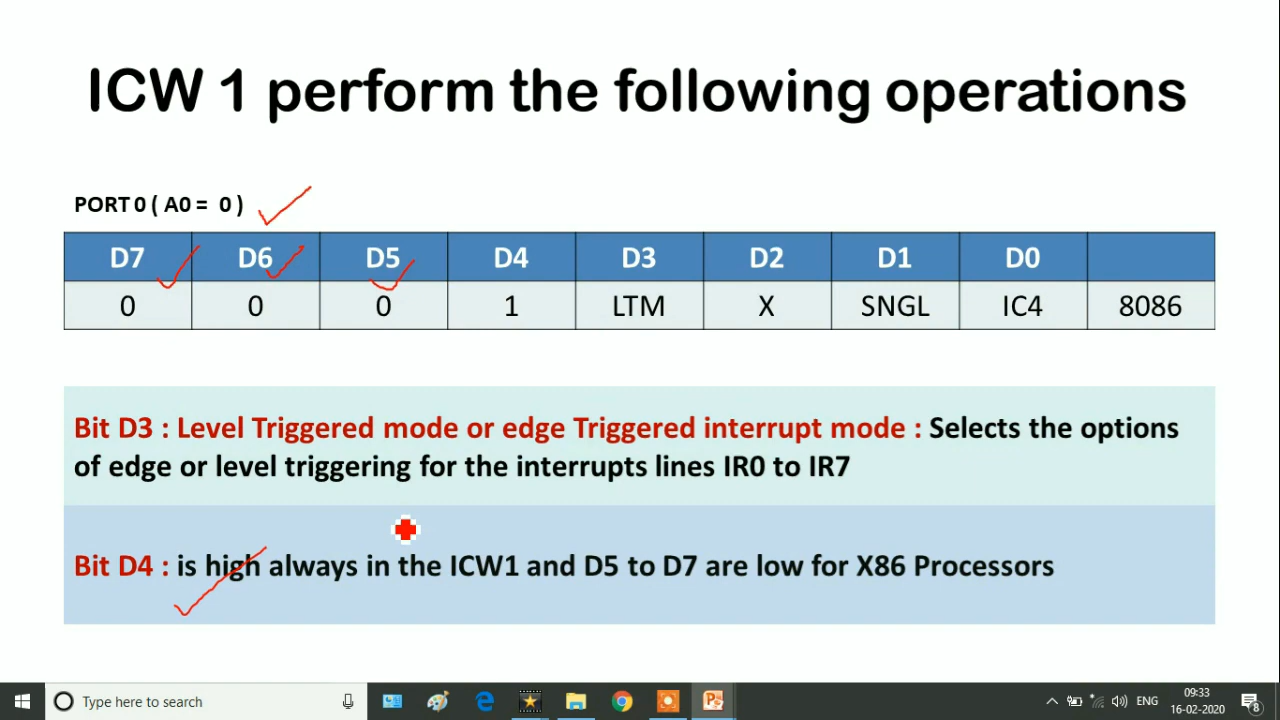 ICW 1 perform the following operations
PORT 0 ( A0 = 0 )
D7 D6 D5 D4 D3 D2 D1 D0
0 0 0 1 LTM X SNGL IC4 8086
Bit D3 : Level Triggered mode or edge Triggered interrupt mode : Selects the options
of edge or level triggering for the interrupts lines IR0 to IR7
Bit D4 : is high always in the ICW1 and D5 to D7 are low for X86 Processors
Type here to search
ENG
09:33
16-02-2020
8